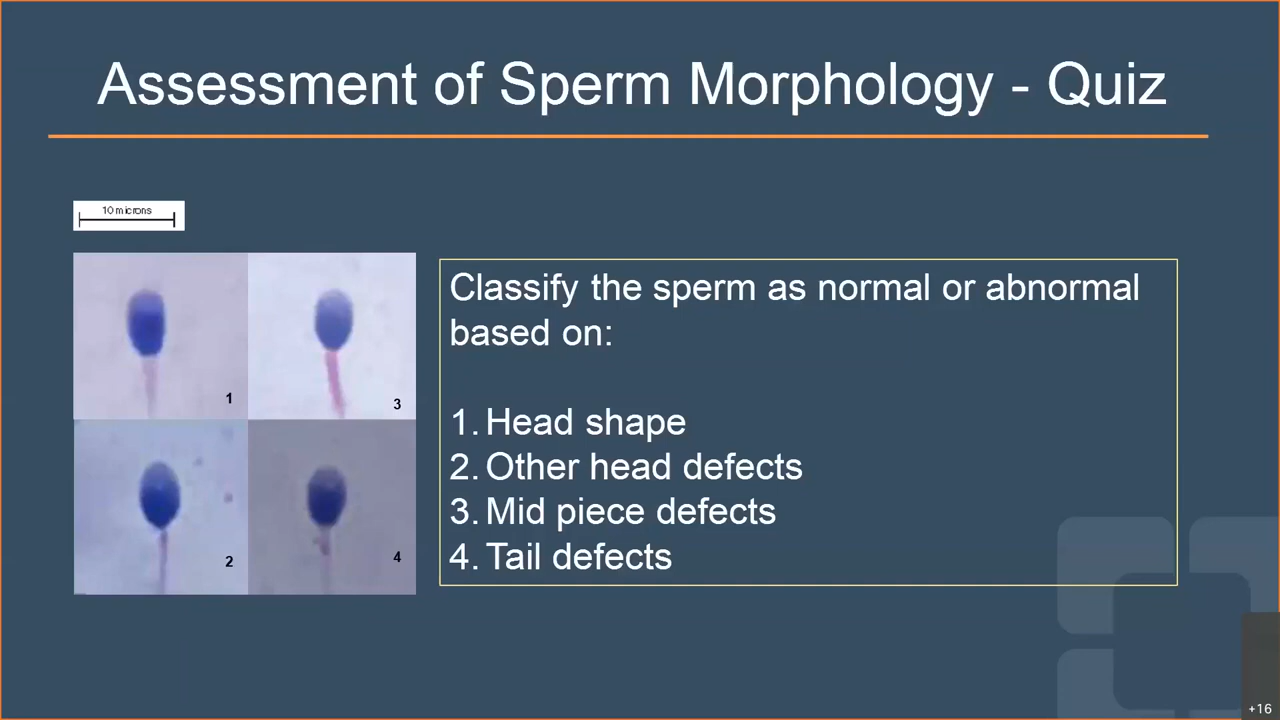 Assessment of Sperm Morphology - Quiz
10 microns
1
3
2
4
Classify the sperm as normal or abnormal
based on:
1. Head shape
2. Other head defects
3. Mid piece defects
4. Tail defects
+16